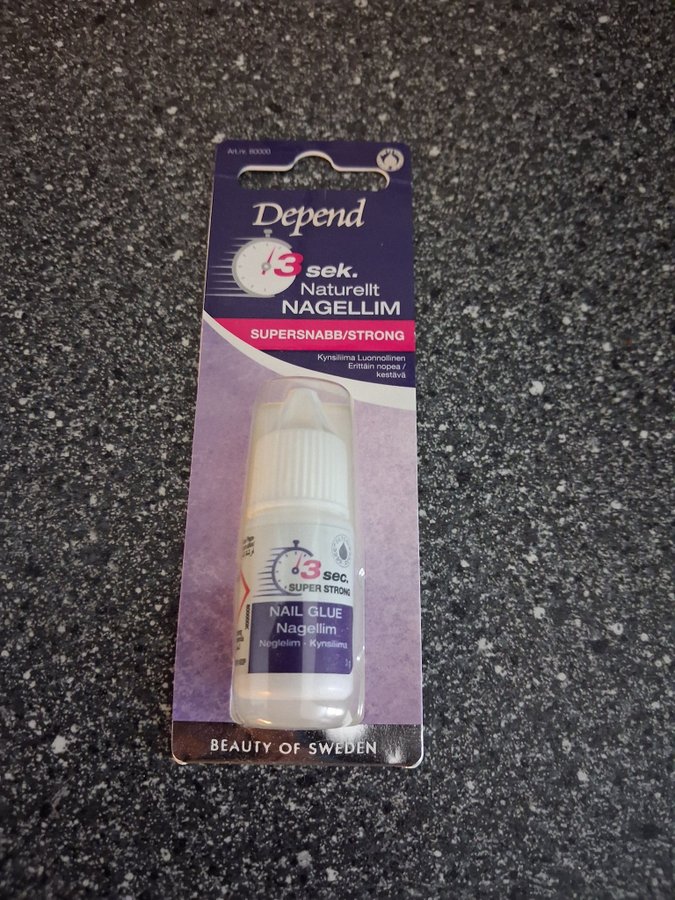 Art.nr. 80000
Depend
3 sek.
Naturellt
NAGELLIM
SUPERSNABB/STRONG
Kynsiliima Luonnollinen
Erittäin nopea /
kestävä
3 sec.
SUPER STRONG
NAIL GLUE
Nagellim
Neglelim - Kynsiliima
3 g
BEAUTY OF SWEDEN